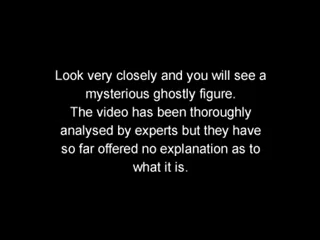 Look very closely and you will see a
mysterious ghostly figure.
The video has been thoroughly
analysed by experts but they have
so far offered no explanation as to
what it is.